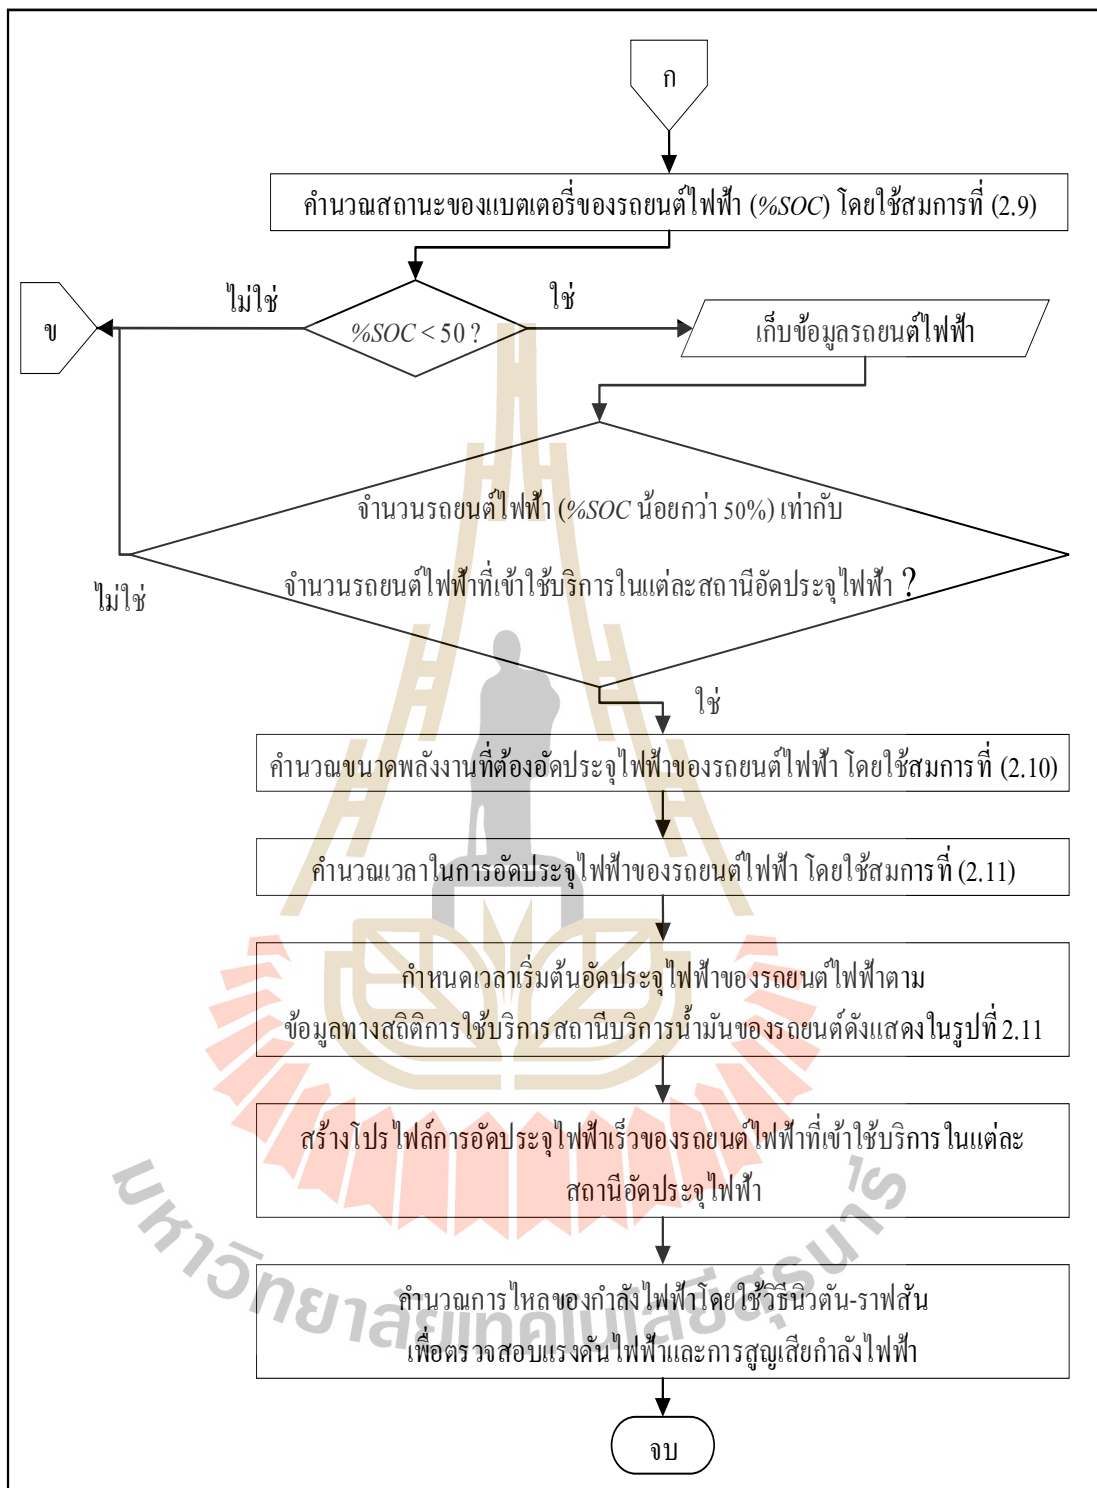 ก
คำนวณสถานะของแบตเตอรี่ของรถยนต์ไฟฟ้า (%SOC) โดยใช้สมการที่ (2.9)
ไม่ใช่
ใช่
ข
%SOC < 50 ?
เก็บข้อมูลรถยนต์ไฟฟ้า
จำนวนรถยนต์ไฟฟ้า (%SOC น้อยกว่า 50%) เท่ากับ
จำนวนรถยนต์ไฟฟ้าที่เข้าใช้บริการในแต่ละสถานีอัดประจุไฟฟ้า ?
ไม่ใช่
ใช่
คำนวณขนาดพลังงานที่ต้องอัดประจุไฟฟ้าของรถยนต์ไฟฟ้า โดยใช้สมการที่ (2.10)
คำนวณเวลาในการอัดประจุไฟฟ้าของรถยนต์ไฟฟ้า โดยใช้สมการที่ (2.11)
กำหนดเวลาเริ่มต้นอัดประจุไฟฟ้าของรถยนต์ไฟฟ้าตาม
ข้อมูลทางสถิติการใช้บริการสถานีบริการน้ำมันของรถยนต์ดังแสดงในรูปที่ 2.11
สร้างโปรไฟล์การอัดประจุไฟฟ้าเร็วของรถยนต์ไฟฟ้าที่เข้าใช้บริการในแต่ละ
สถานีอัดประจุไฟฟ้า
คำนวณการไหลของกำลังไฟฟ้าโดยใช้วิธีนิวตัน-ราฟสัน
เพื่อตรวจสอบแรงดันไฟฟ้าและการสูญเสียกำลังไฟฟ้า
จบ
มหาวิทยาลัยเทคโนโลยีสุรนารี